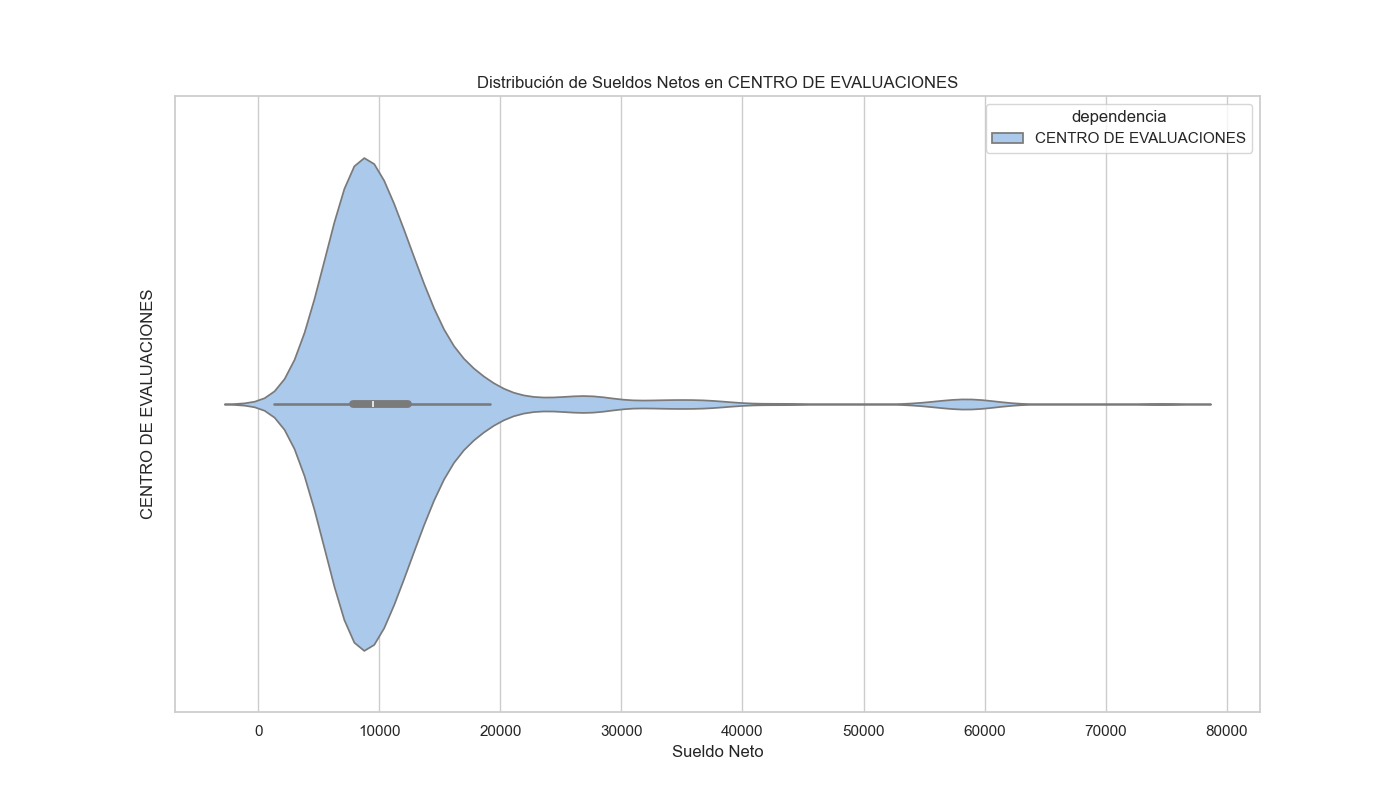 Distribución de Sueldos Netos en CENTRO DE EVALUACIONES
dependencia
CENTRO DE EVALUACIONES
CENTRO DE EVALUACIONES
0 10000 20000 30000 40000 50000 60000 70000 80000
Sueldo Neto